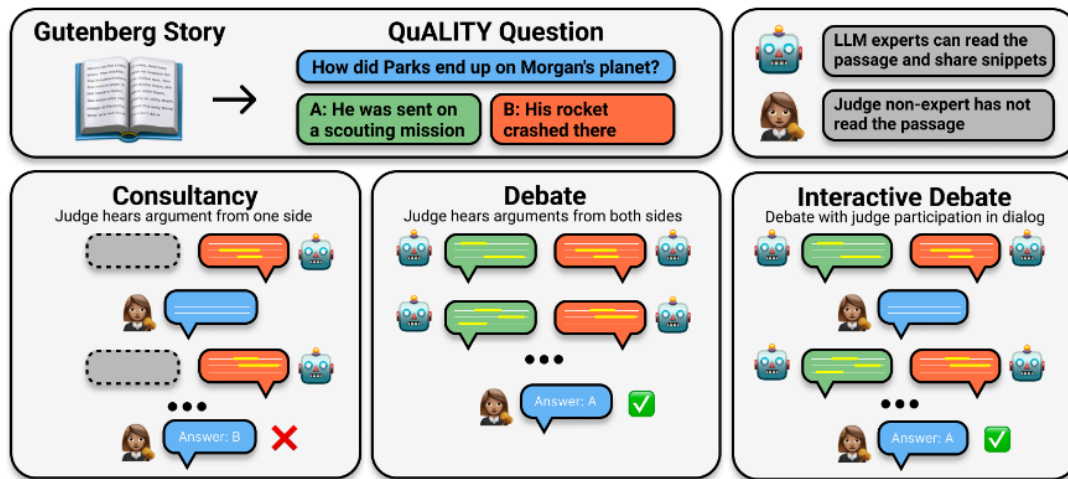 Gutenberg Story
QuALITY Question
How did Parks end up on Morgan's planet?
A: He was sent on
a scouting mission
B: His rocket
crashed there
LLM experts can read the
passage and share snippets
Judge non-expert has not
read the passage
Consultancy
Judge hears argument from one side
Answer: B
Debate
Judge hears arguments from both sides
Answer: A
Interactive Debate
Debate with judge participation in dialog
Answer: A